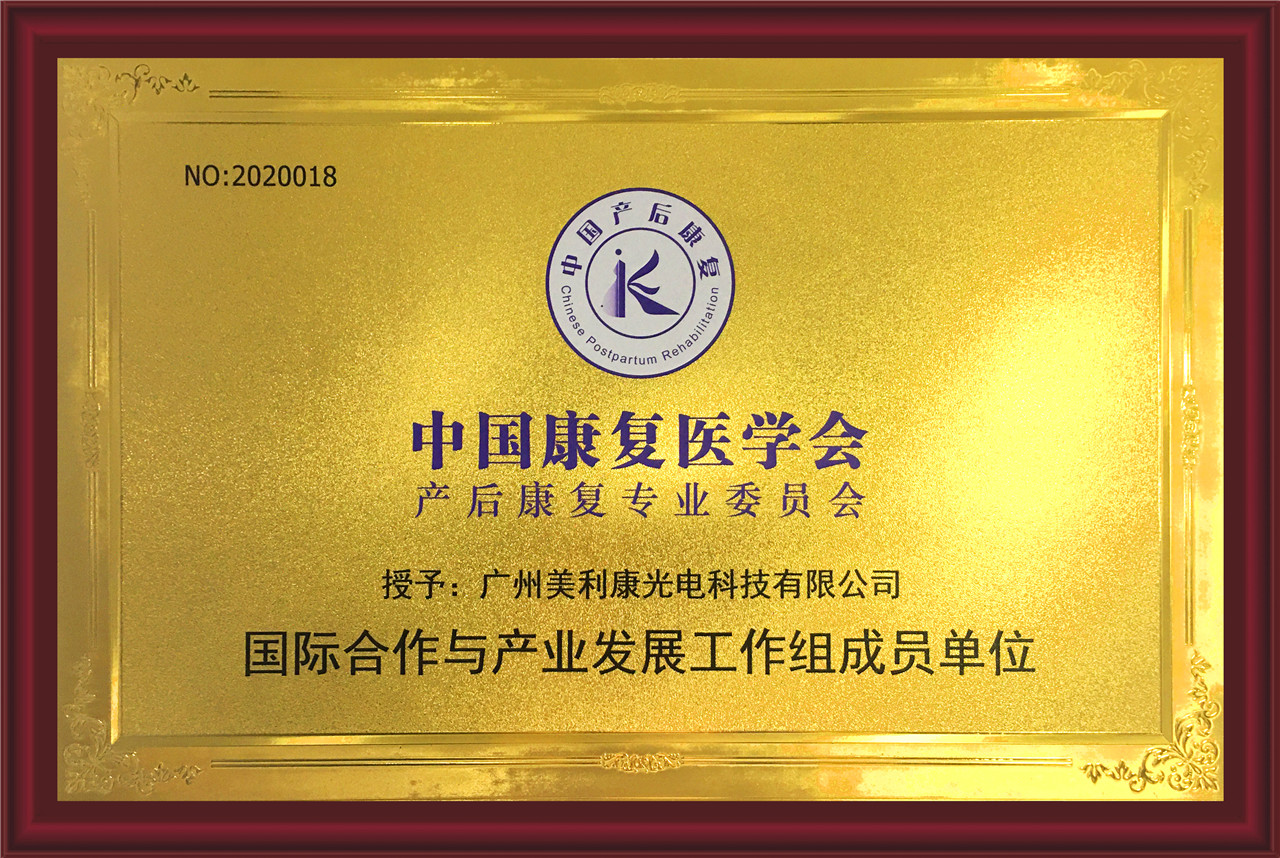 NO:2020018
中国产后康复
Chinese Postpartum Rehabilitation
中国康复医学会
产后康复专业委员会
授予：广州美利康光电科技有限公司
国际合作与产业发展工作组成员单位